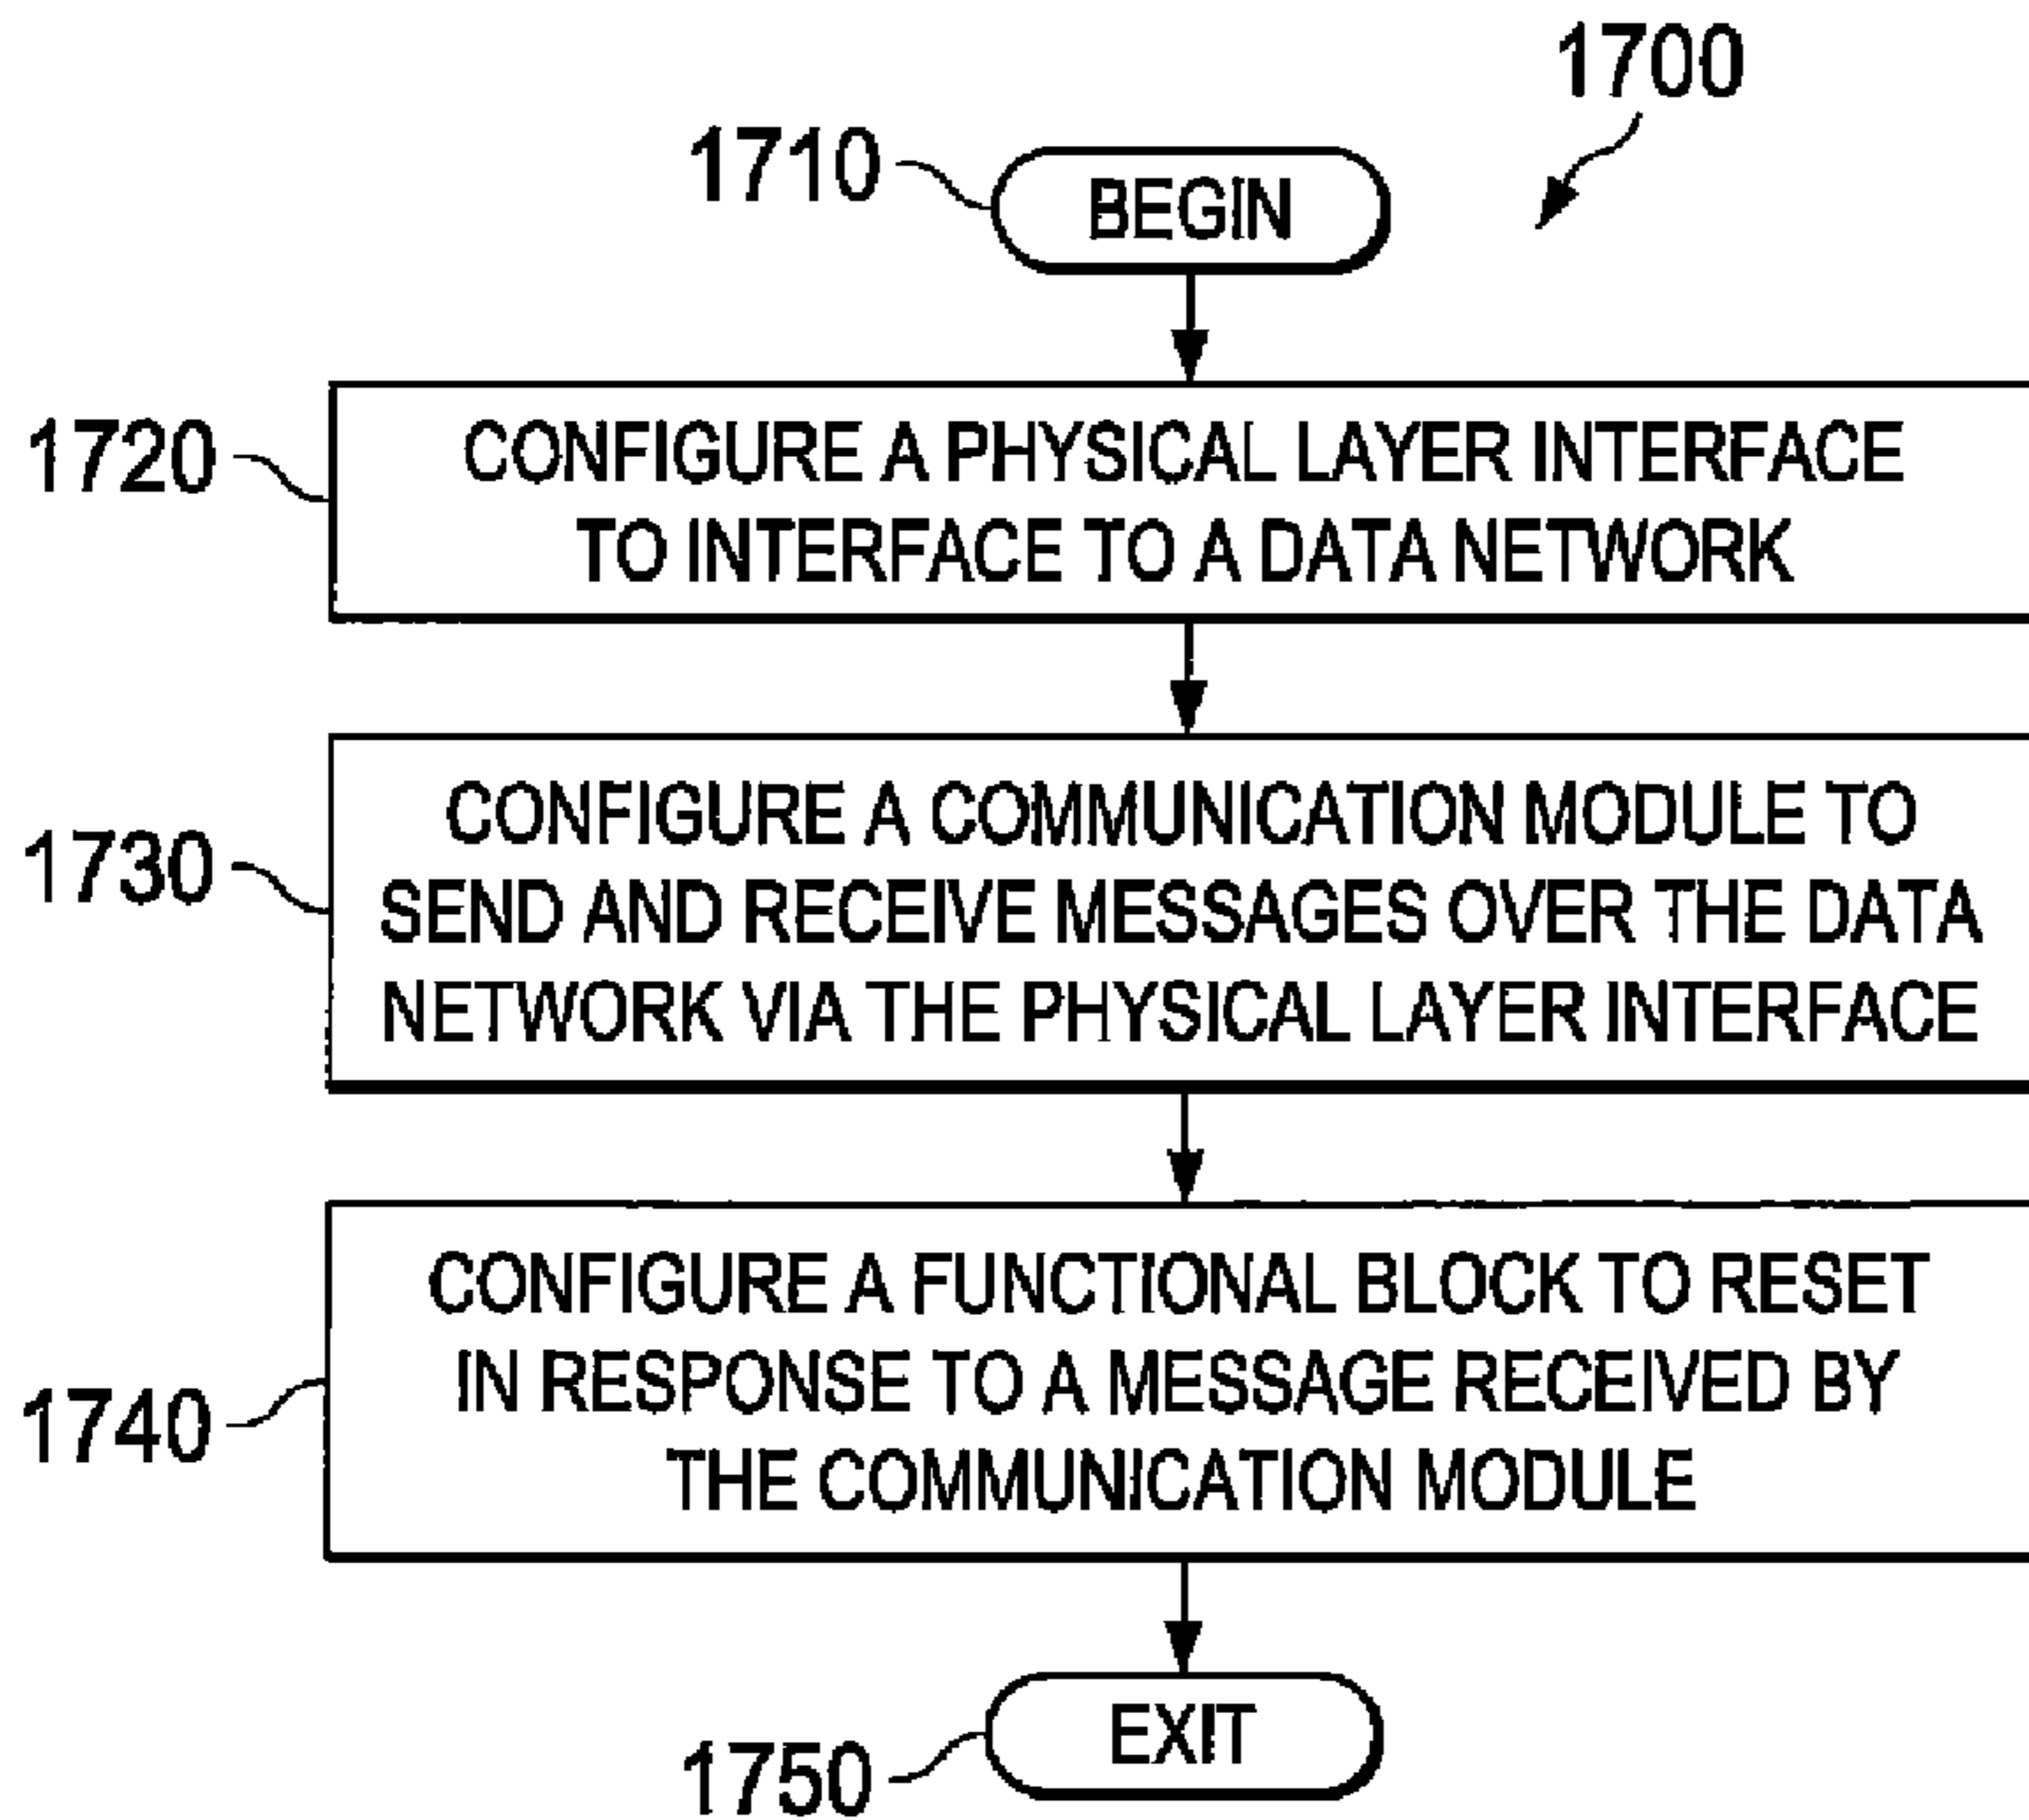 1700
1710
BEGIN
1720
CONFIGURE A PHYSICAL LAYER INTERFACE
TO INTERFACE TO A DATA NETWORK
1730
CONFIGURE A COMMUNICATION MODULE TO
SEND AND RECEIVE MESSAGES OVER THE DATA
NETWORK VIA THE PHYSICAL LAYER INTERFACE
1740
CONFIGURE A FUNCTIONAL BLOCK TO RESET
IN RESPONSE TO A MESSAGE RECEIVED BY
THE COMMUNICATION MODULE
EXIT
1750